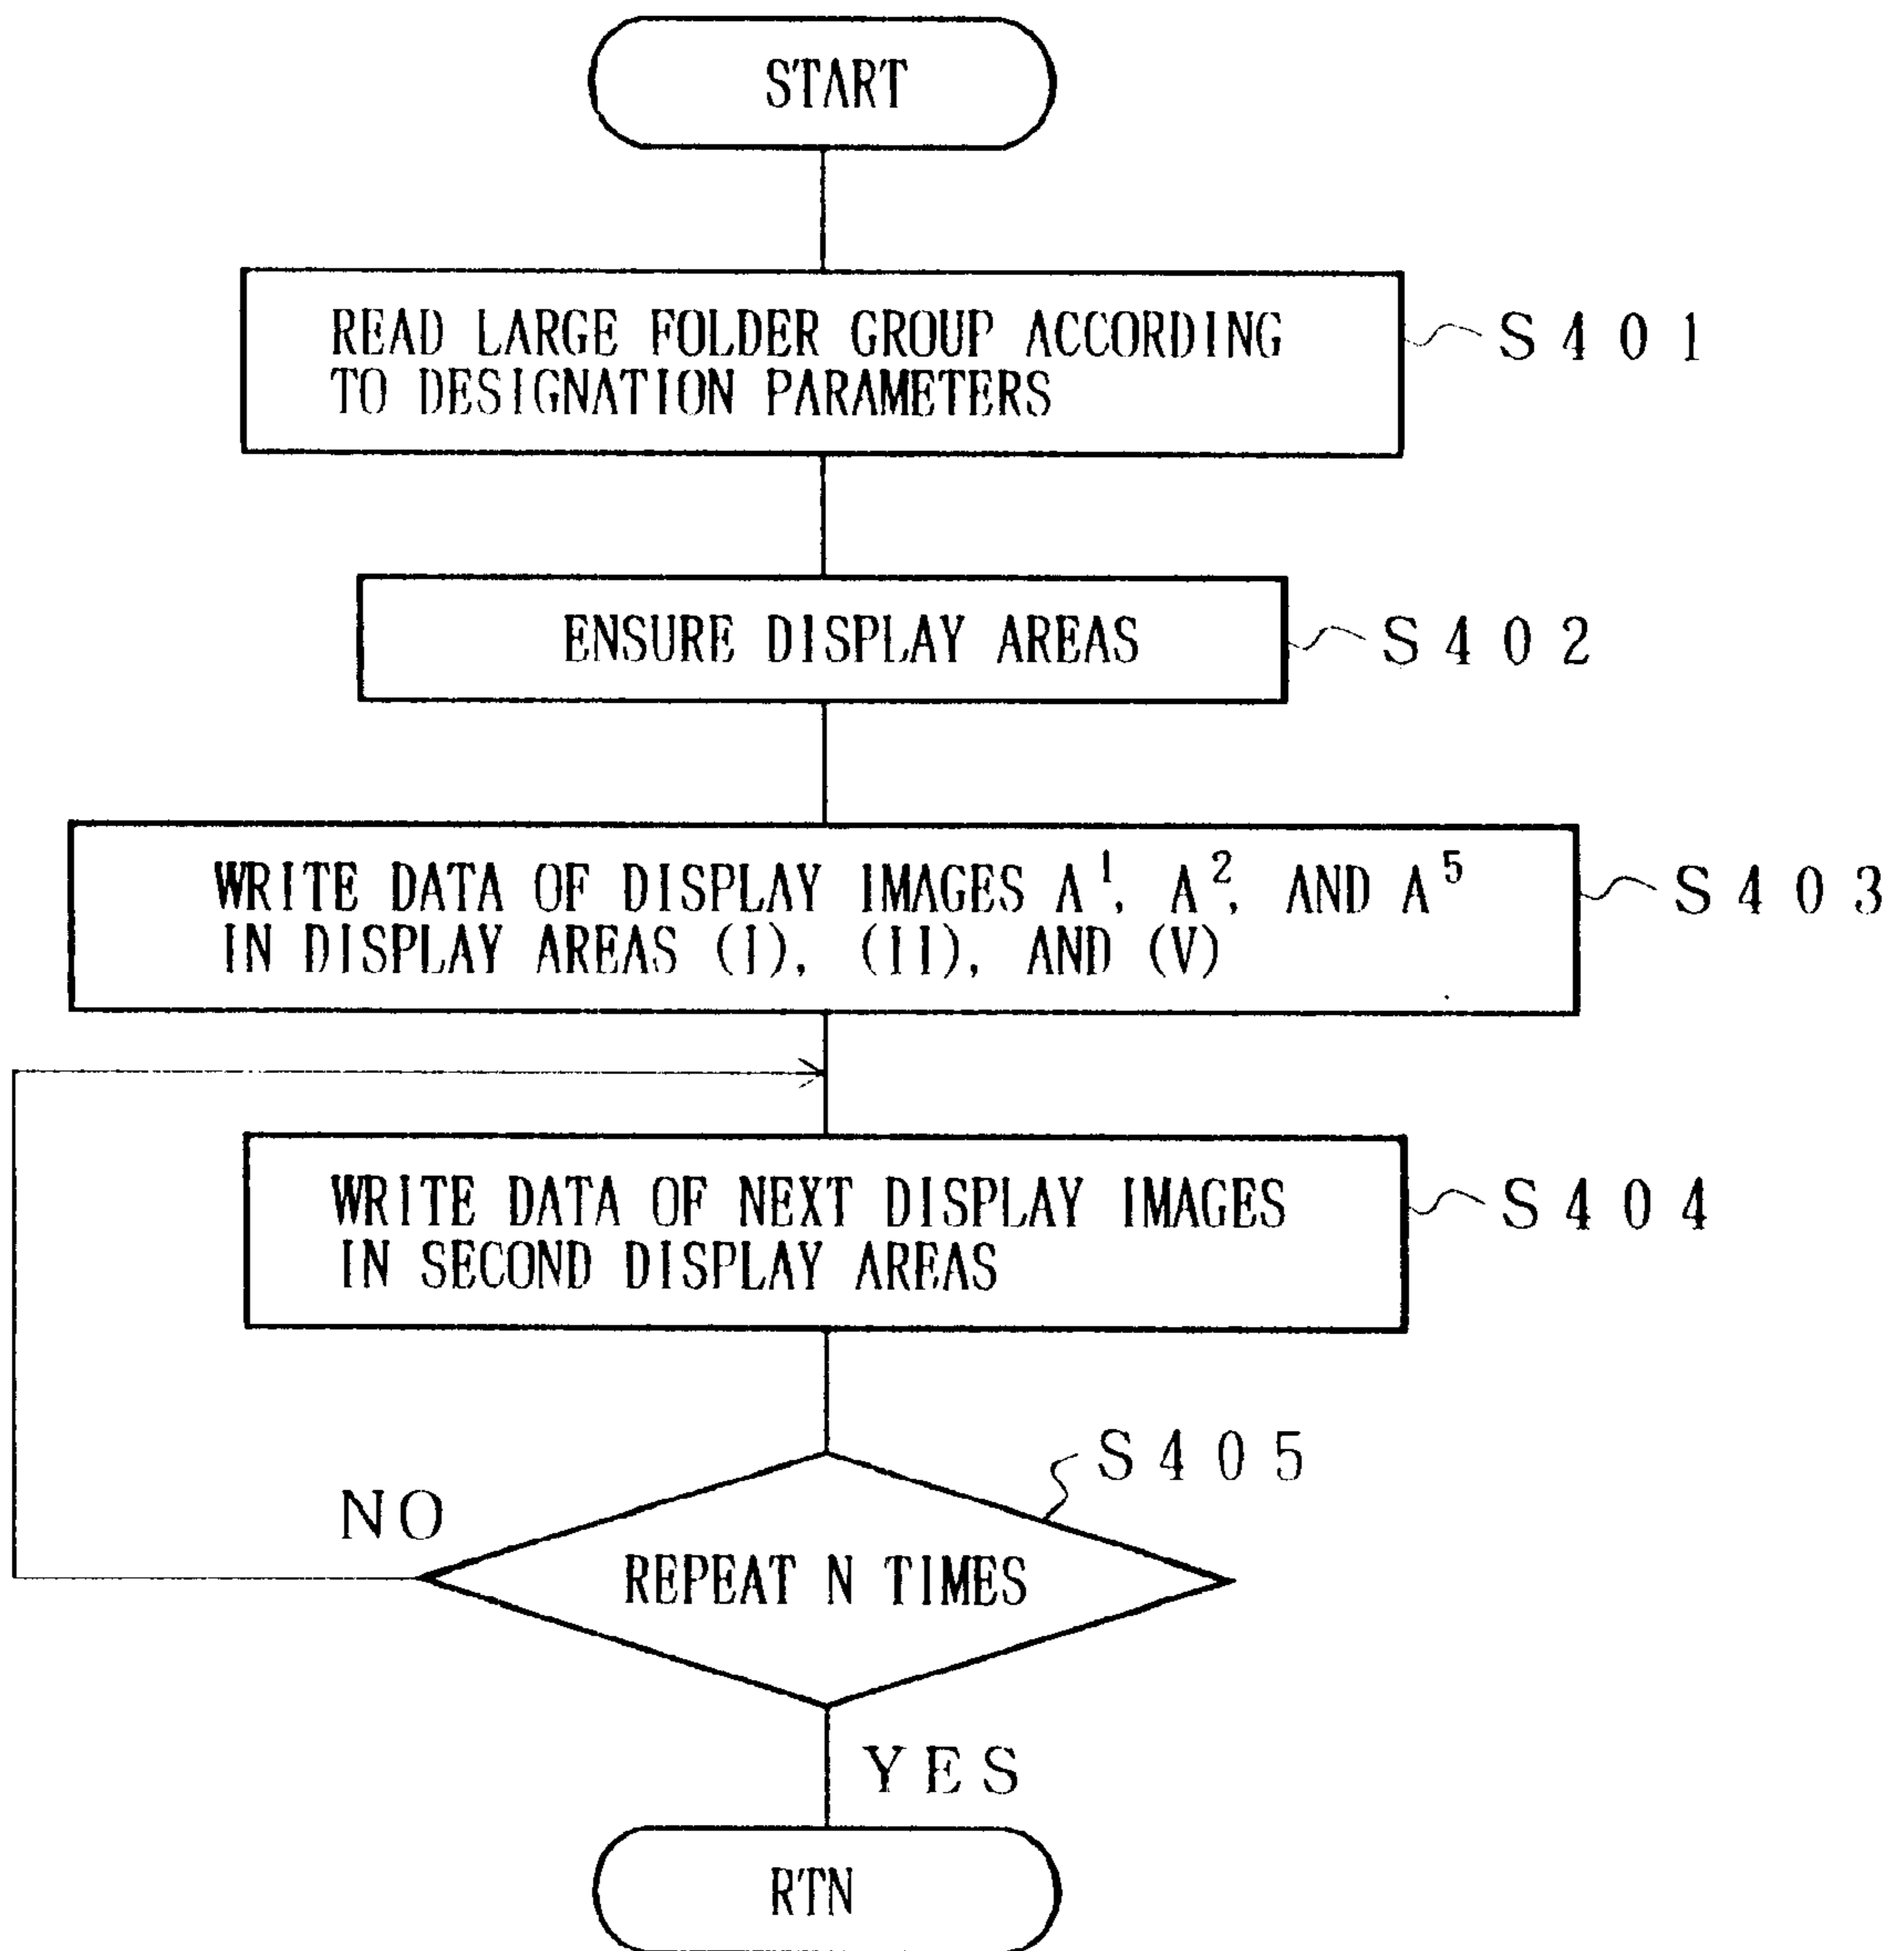 START
READ LARGE FOLDER GROUP ACCORDING
TO DESIGNATION PARAMETERS
S401
ENSURE DISPLAY AREAS
S402
WRITE DATA OF DISPLAY IMAGES A¹, A², AND A⁵
IN DISPLAY AREAS (I), (II), AND (V)
S403
WRITE DATA OF NEXT DISPLAY IMAGES
IN SECOND DISPLAY AREAS
S404
S405
NO
REPEAT N TIMES
YES
RTN